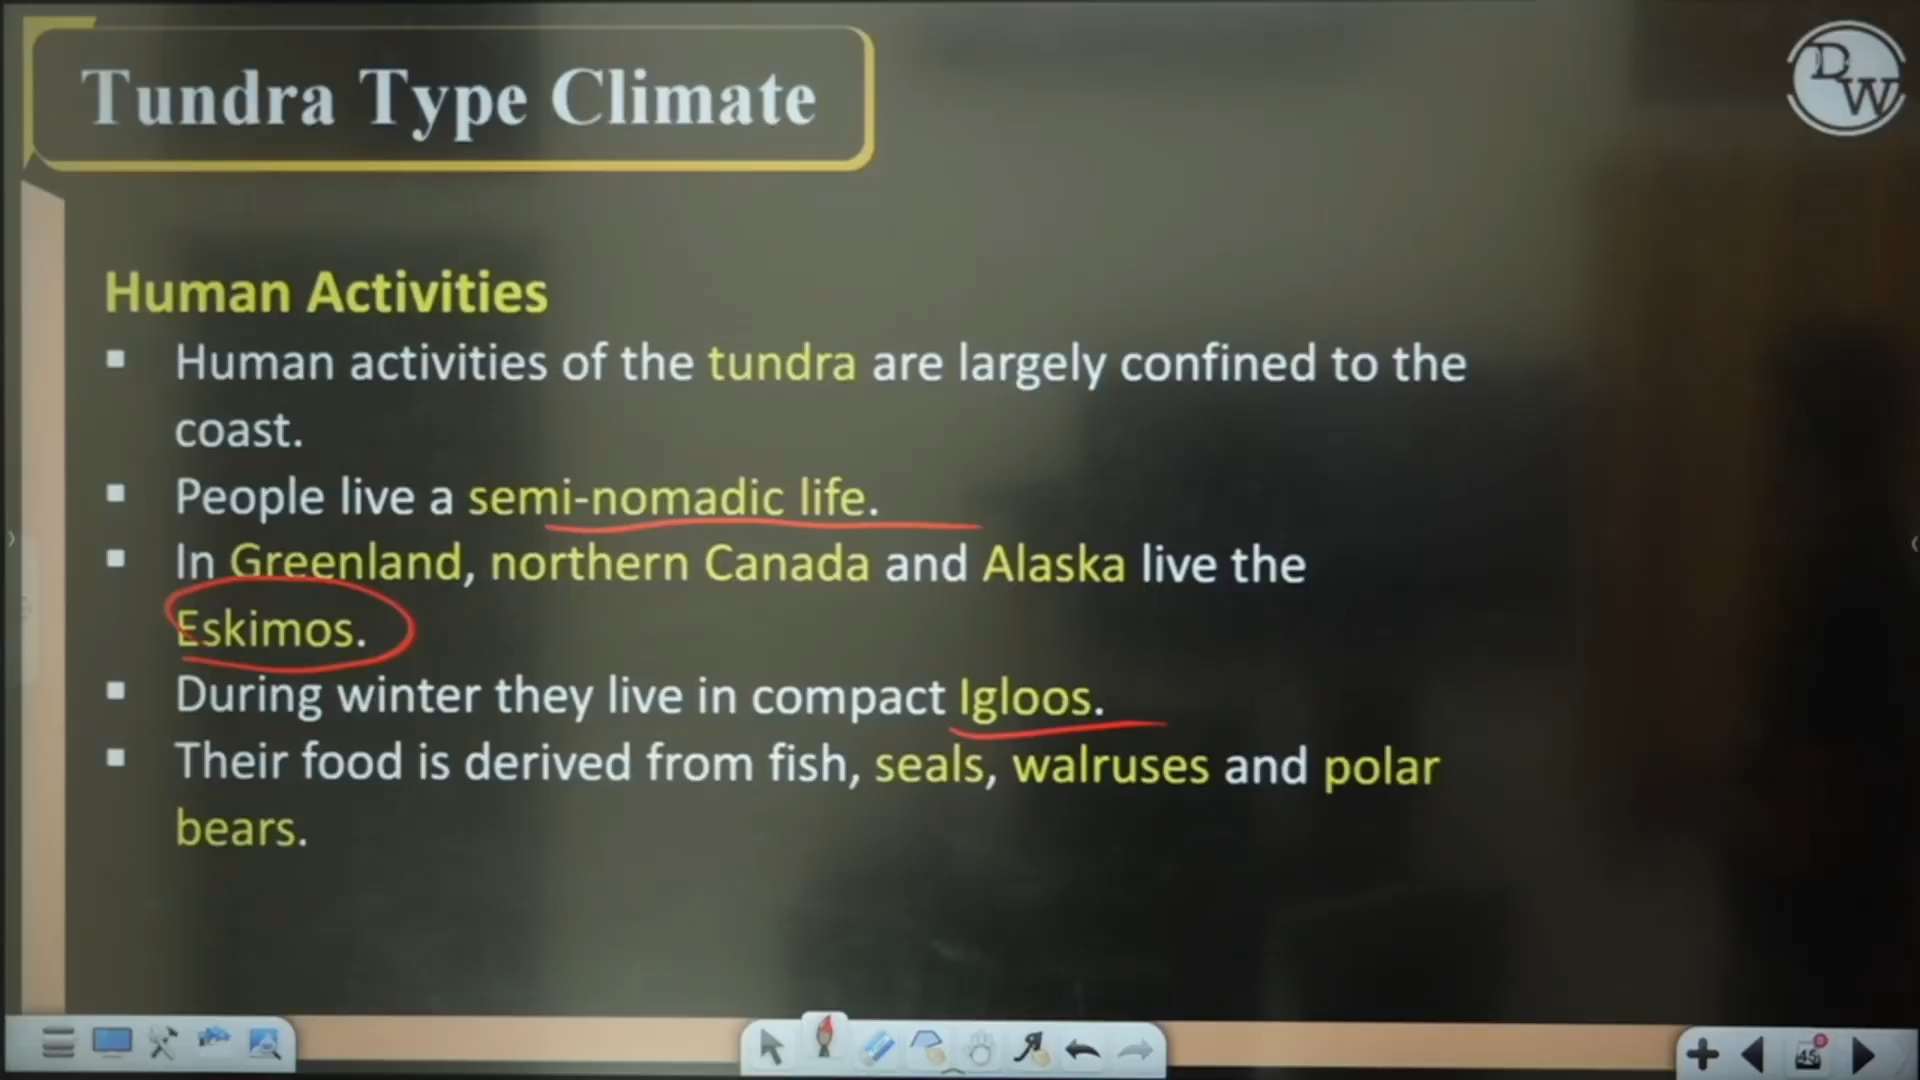 Tundra Type Climate
PW
Human Activities
▪ Human activities of the tundra are largely confined to the
coast.
▪ People live a semi-nomadic life.
▪ In Greenland, northern Canada and Alaska live the
Eskimos.
▪ During winter they live in compact Igloos.
▪ Their food is derived from fish, seals, walruses and polar
bears.
45